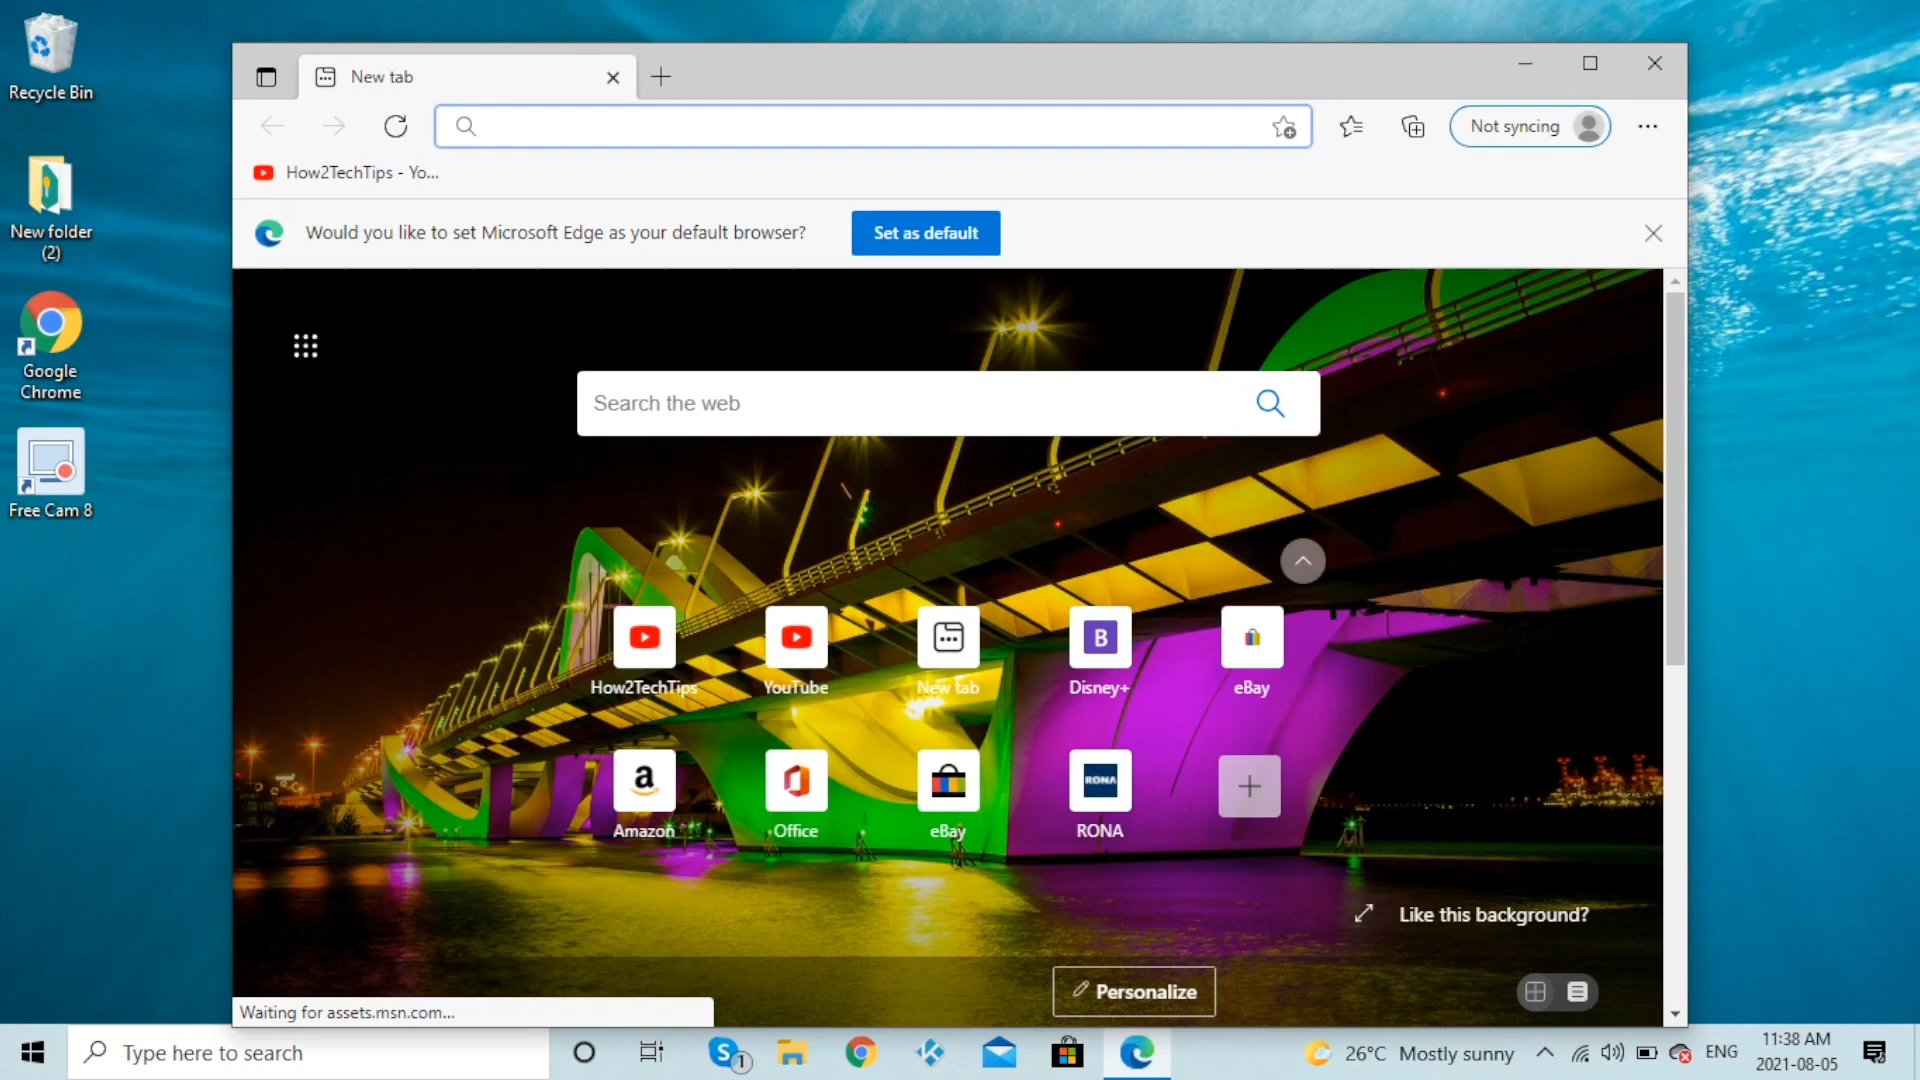 Recycle Bin
New folder
(2)
Google
Chrome
Free Cam 8
New tab
Not syncing
How2TechTips - Yo...
Would you like to set Microsoft Edge as your default browser?
Set as default
Search the web
How2TechTips
YouTube
New tab
B
Disney+
eBay
a
Amazon
Office
eBay
RONA
RONA
Like this background?
Personalize
Waiting for assets.msn.com...
Type here to search
S
1
26°C Mostly sunny
ENG
11:38 AM
2021-08-05